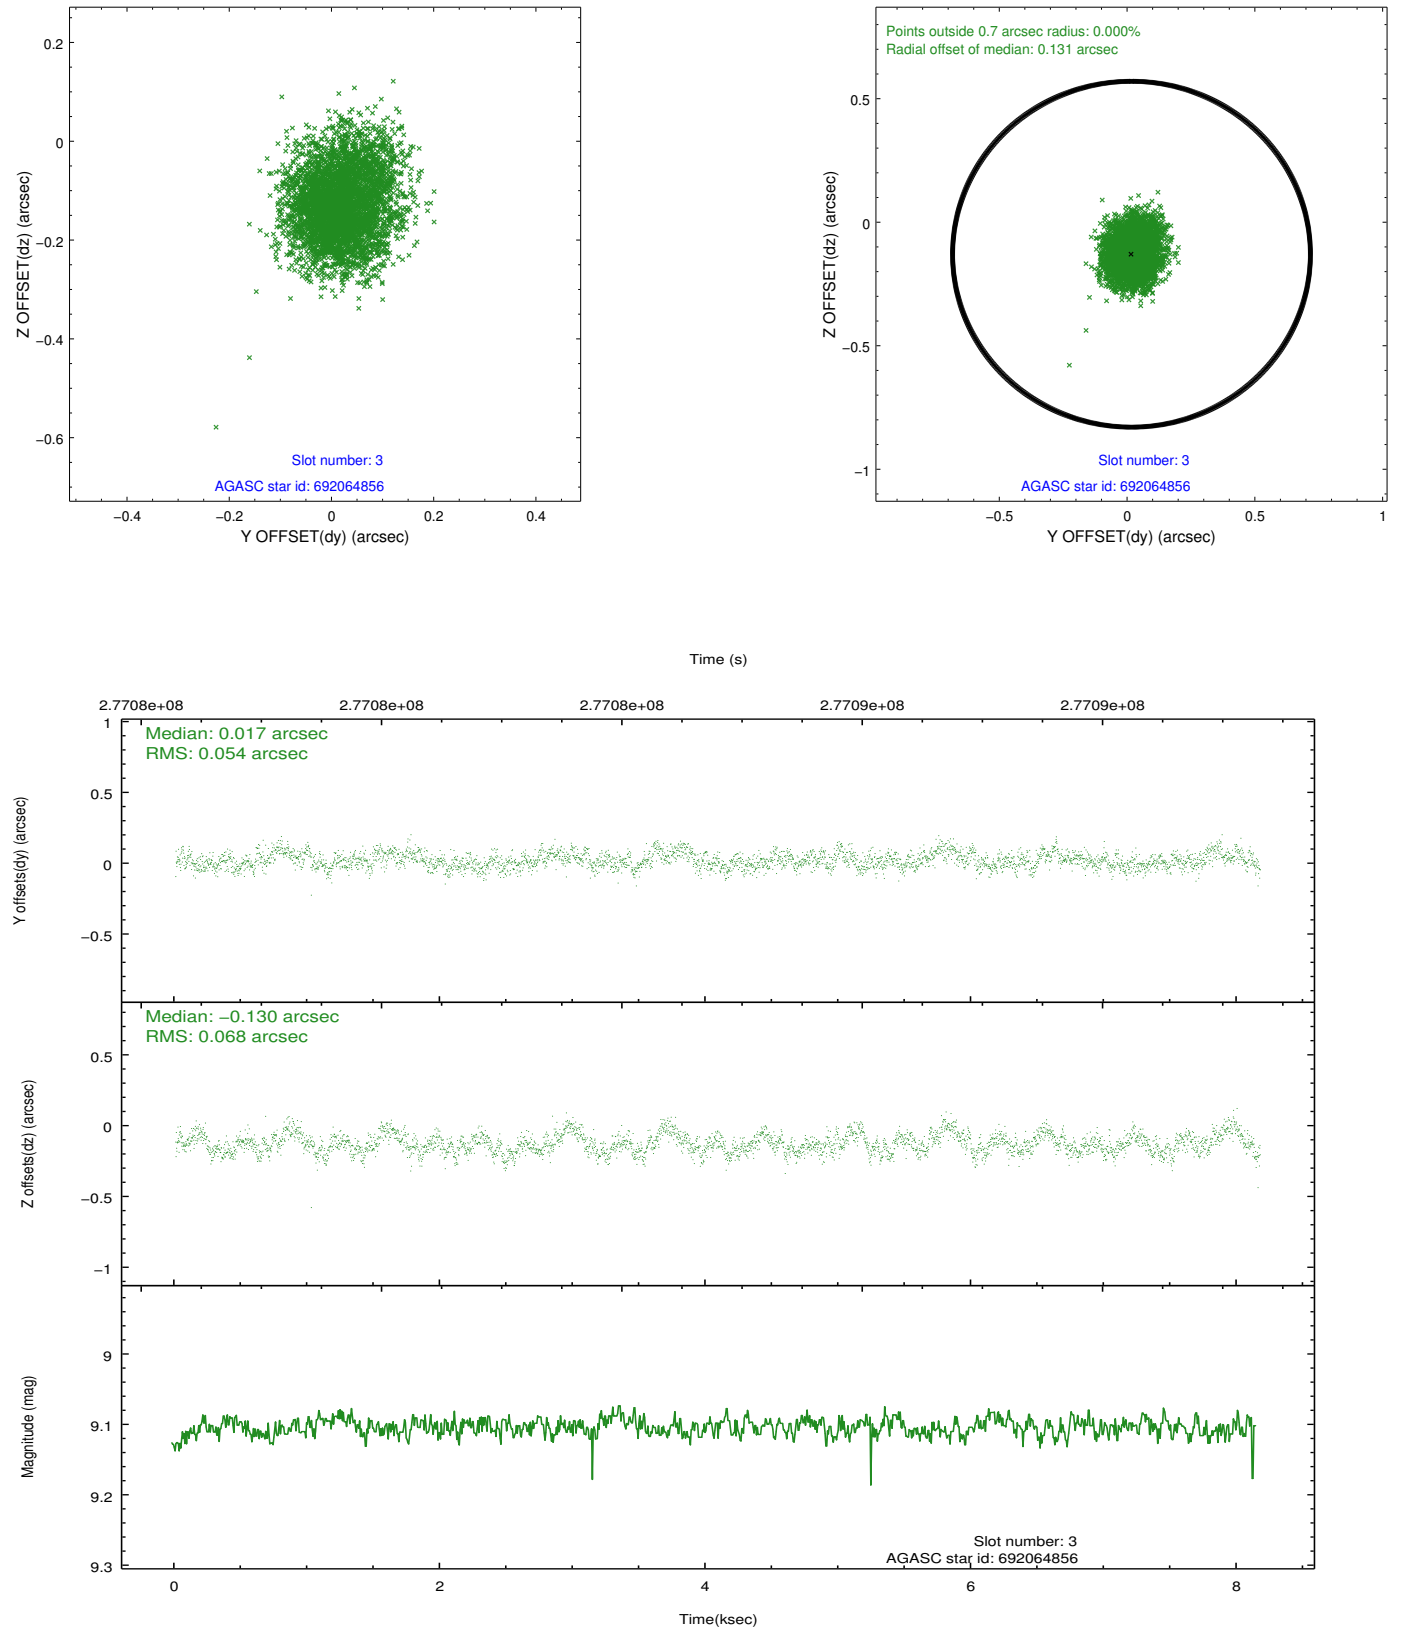 0.2
0
−0.2
−0.4
−0.6
Z OFFSET(dz) (arcsec)
Slot number: 3
AGASC star id: 692064856
−0.4 −0.2 0 0.2 0.4
Y OFFSET(dy) (arcsec)
Points outside 0.7 arcsec radius: 0.000%
Radial offset of median: 0.131 arcsec
0.5
0
−0.5
−1
Z OFFSET(dz) (arcsec)
Slot number: 3
AGASC star id: 692064856
−0.5 0 0.5 1
Y OFFSET(dy) (arcsec)
Time (s)
2.7708e+08 2.7708e+08 2.7708e+08 2.7709e+08 2.7709e+08
Median: 0.017 arcsec
RMS: 0.054 arcsec
1
0.5
0
−0.5
Y offsets(dy) (arcsec)
Median: −0.130 arcsec
RMS: 0.068 arcsec
0.5
0
−0.5
−1
Z offsets(dz) (arcsec)
9
9.1
9.2
9.3
Magnitude (mag)
Slot number: 3
AGASC star id: 692064856
0 2 4 6 8
Time(ksec)